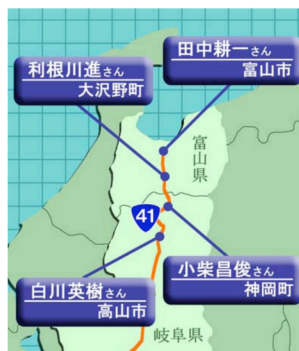 田中耕一さん
富山市
利根川進さん
大沢野町
富山県
41
小柴昌俊さん
神岡町
白川英樹さん
高山市
岐阜県